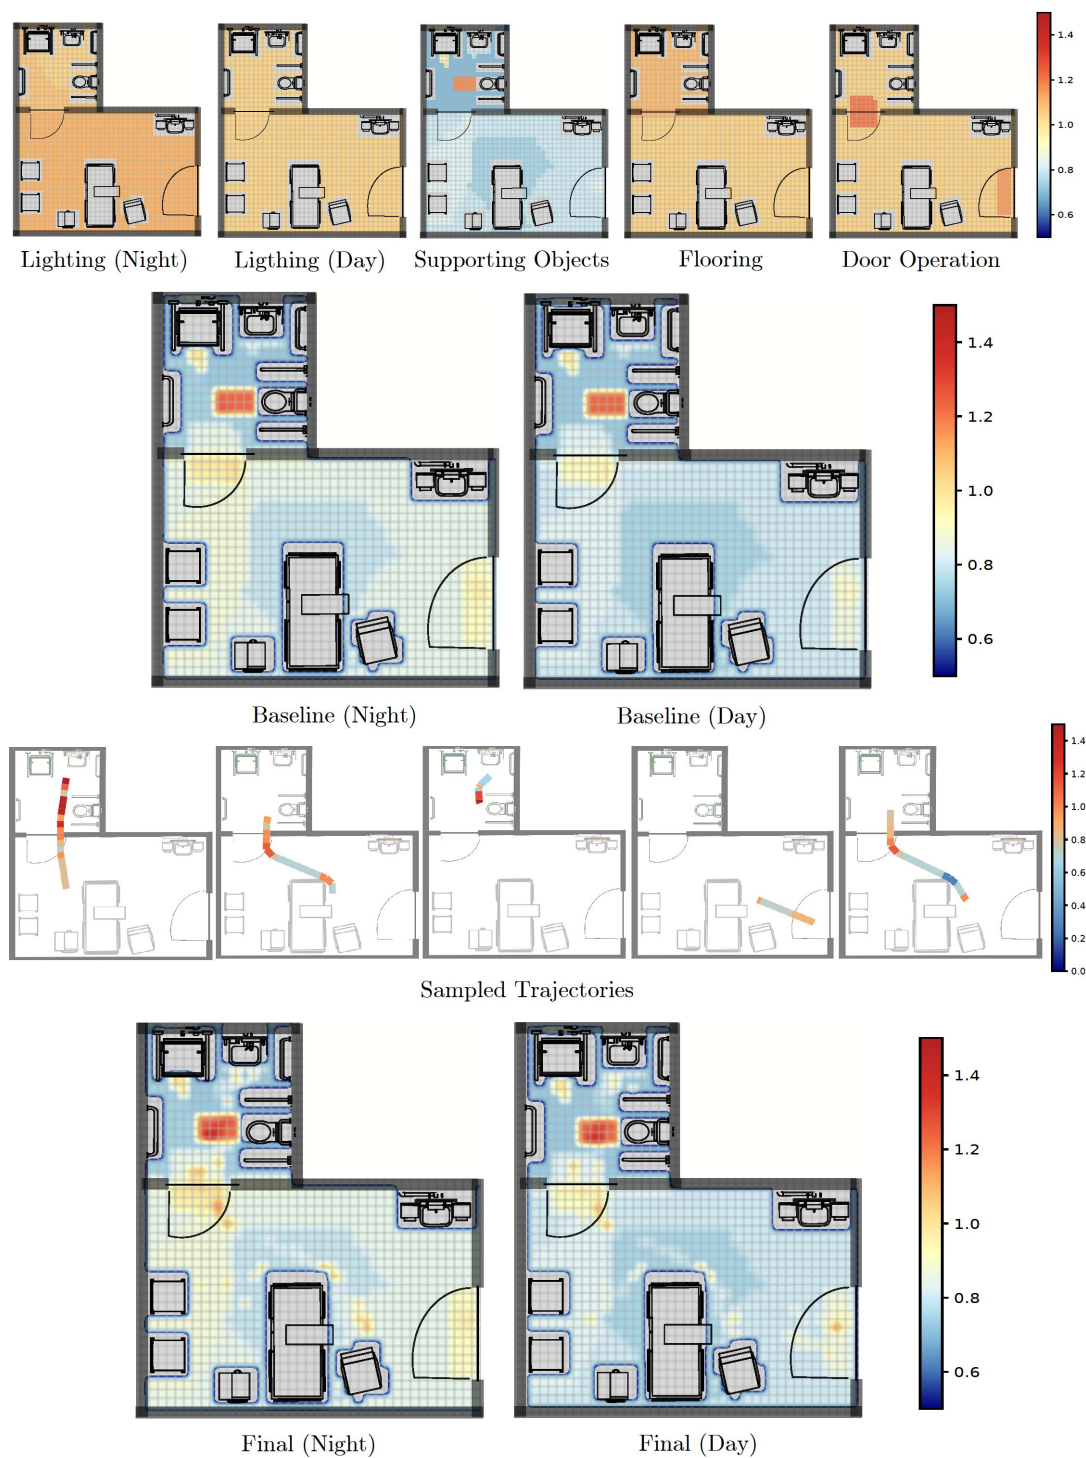 1.4
1.2
1.0
0.8
0.6
Lighting (Night)
Ligthing (Day)
Supporting Objects
Flooring
Door Operation
1.4
1.2
1.0
0.8
0.6
Baseline (Night)
Baseline (Day)
1.4
1.2
1.0
0.8
0.6
0.4
0.2
0.0
Sampled Trajectories
1.4
1.2
1.0
0.8
0.6
Final (Night)
Final (Day)